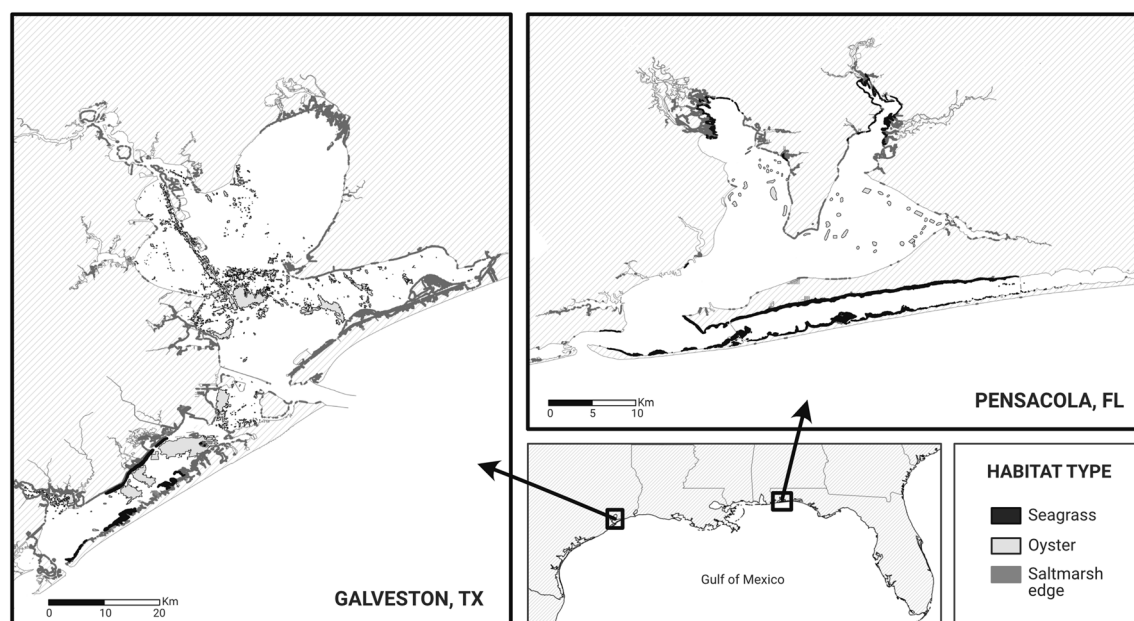 Km
0 10 20
GALVESTON, TX
Km
0 5 10
PENSACOLA, FL
Gulf of Mexico
HABITAT TYPE
Seagrass
Oyster
Saltmarsh
edge